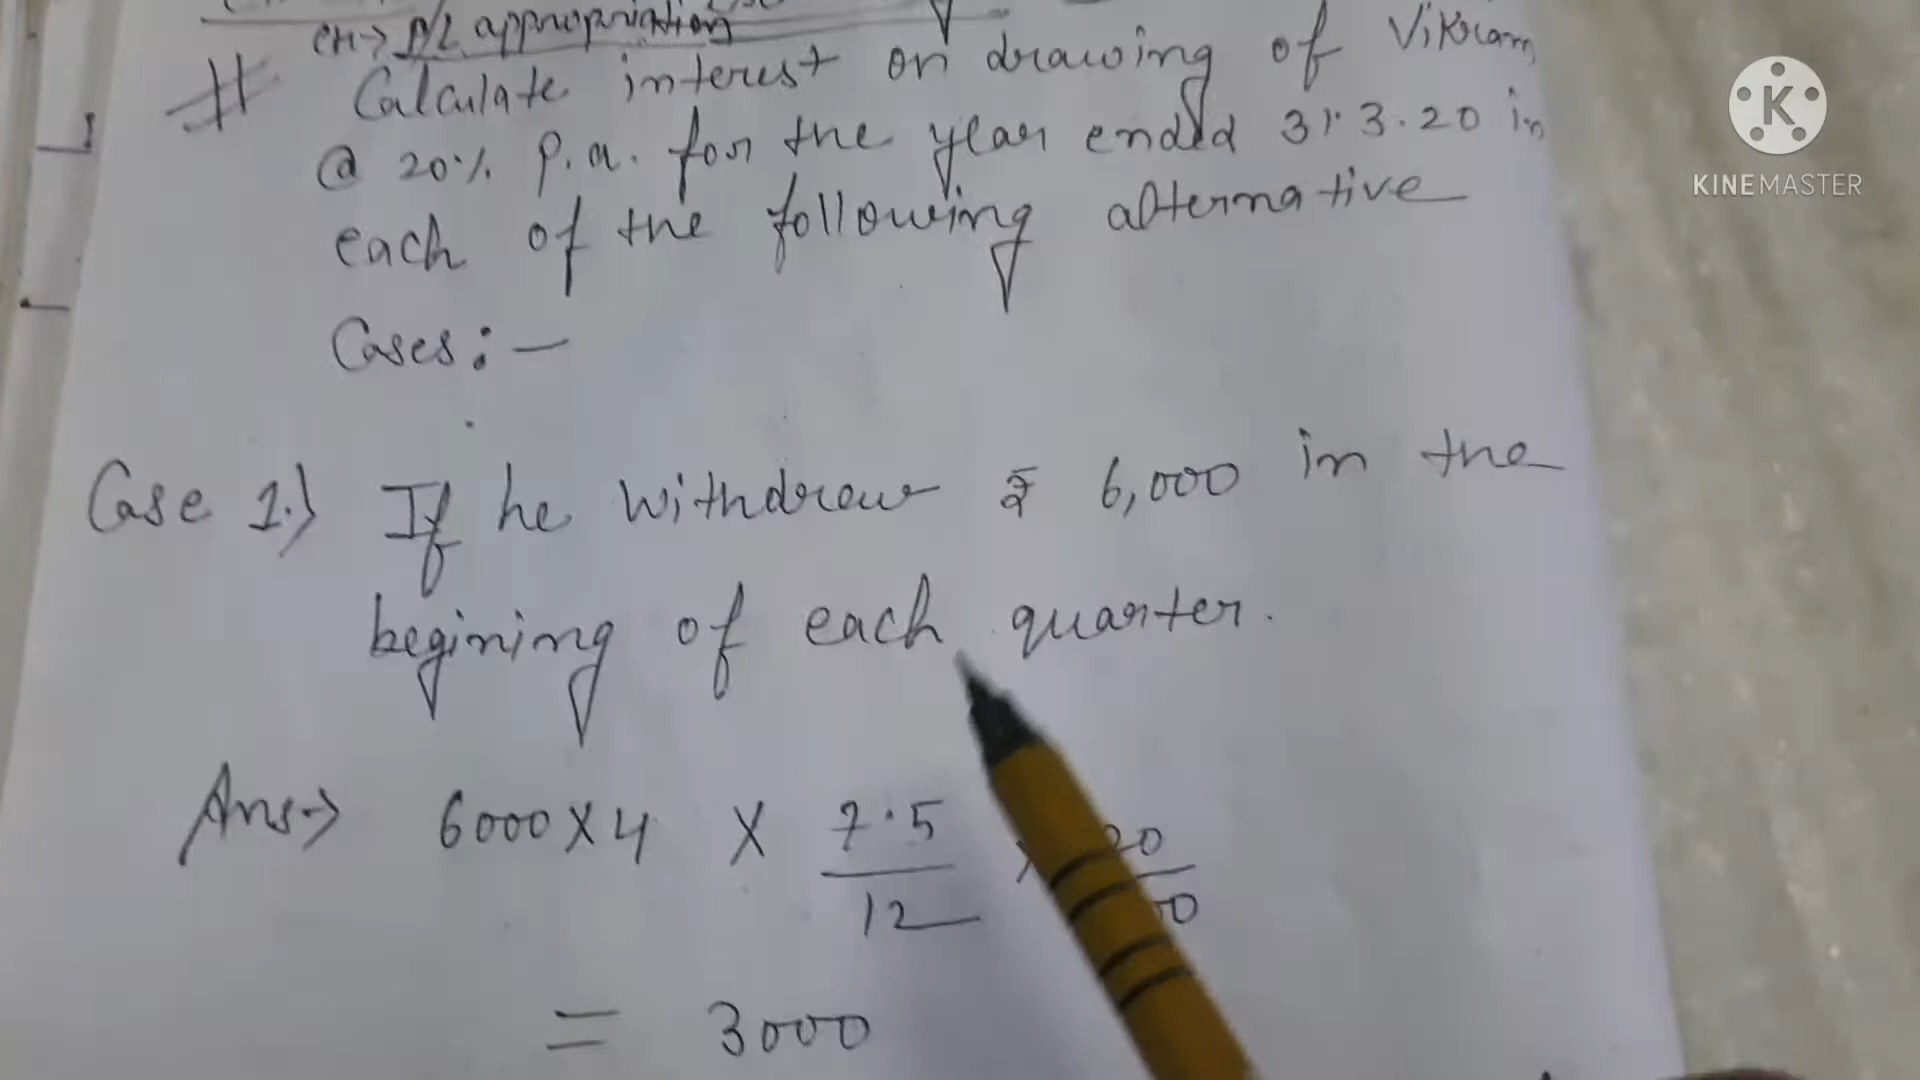 CH→ P/L appropriation
# Calculate interest on drawing of Vikram
@ 20% P.a. for the year ended 31.3.20 in
each of the following alternative
Cases:-
Case 1.) If he withdrew ₹ 6,000 in the
begining of each quarter.
Ans→ 6000 X 4 X 7.5/12 X 20/
= 3000
K
KINEMASTER